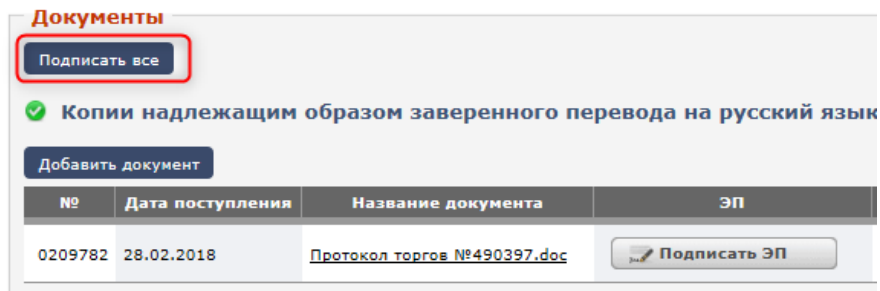 Документы
Подписать все
Копии надлежащим образом заверенного перевода на русский язык
Добавить документ
№ Дата поступления Название документа ЭП
0209782 28.02.2018 Протокол торгов №490397.doc Подписать ЭП